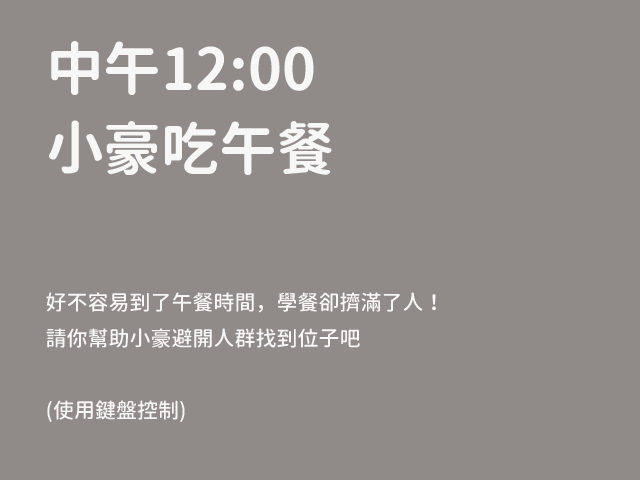 中午12:00
小豪吃午餐
好不容易到了午餐時間，學餐卻擠滿了人！
請你幫助小豪避開人群找到位子吧
(使用鍵盤控制)